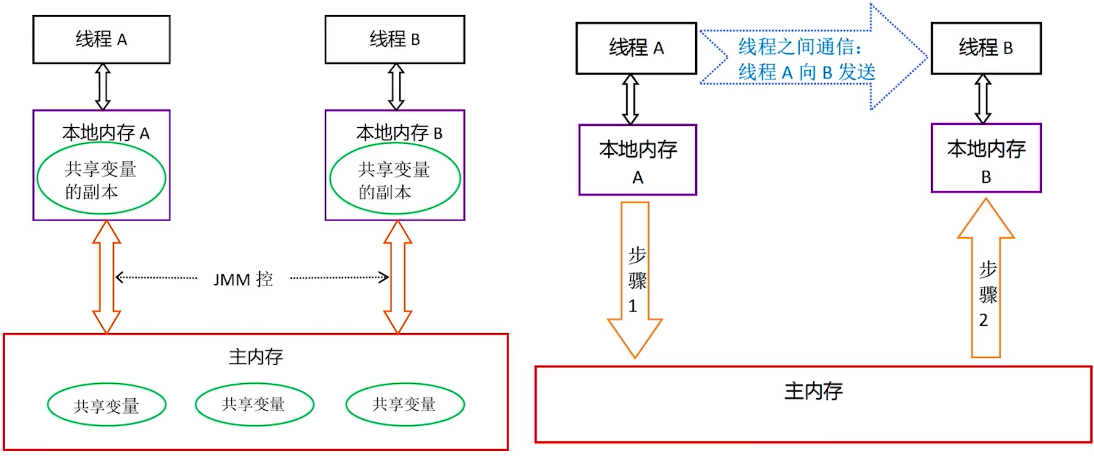 线程 A
线程 B
本地内存 A
共享变量
的副本
本地内存 B
共享变量
的副本
JMM 控
主内存
共享变量
共享变量
共享变量
线程 A
线程之间通信：
线程 A 向 B 发送
线程 B
本地内存
A
本地内存
B
步
骤
1
步
骤
2
主内存